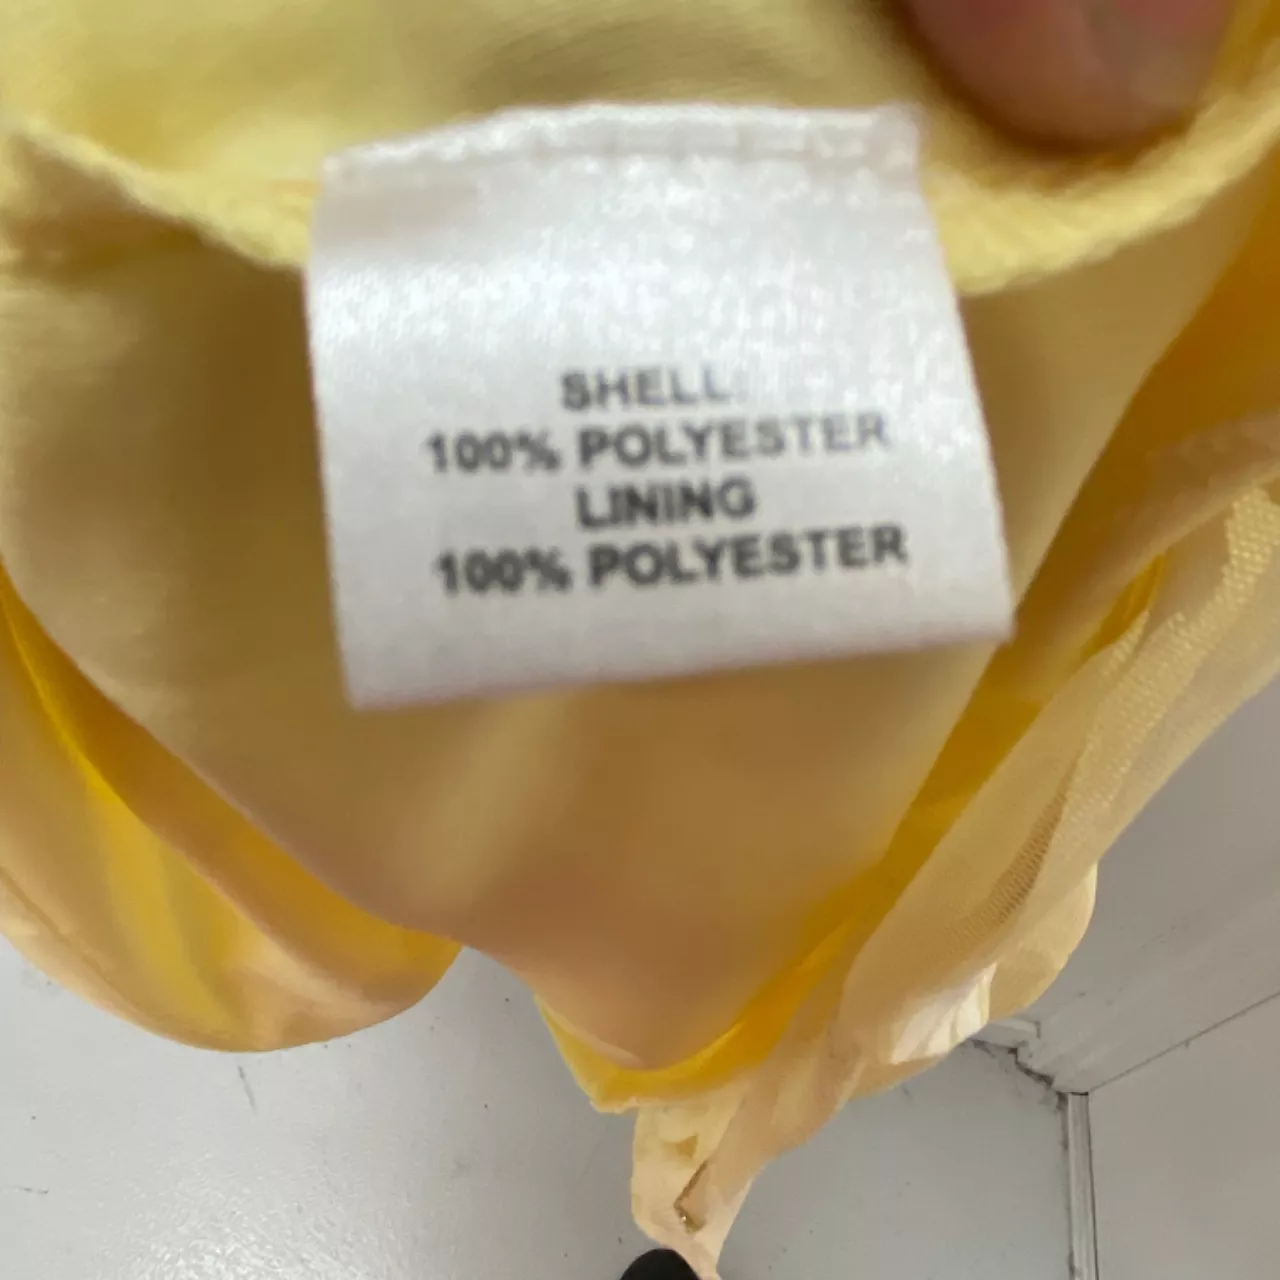 SHELL:
100% POLYESTER
LINING
100% POLYESTER